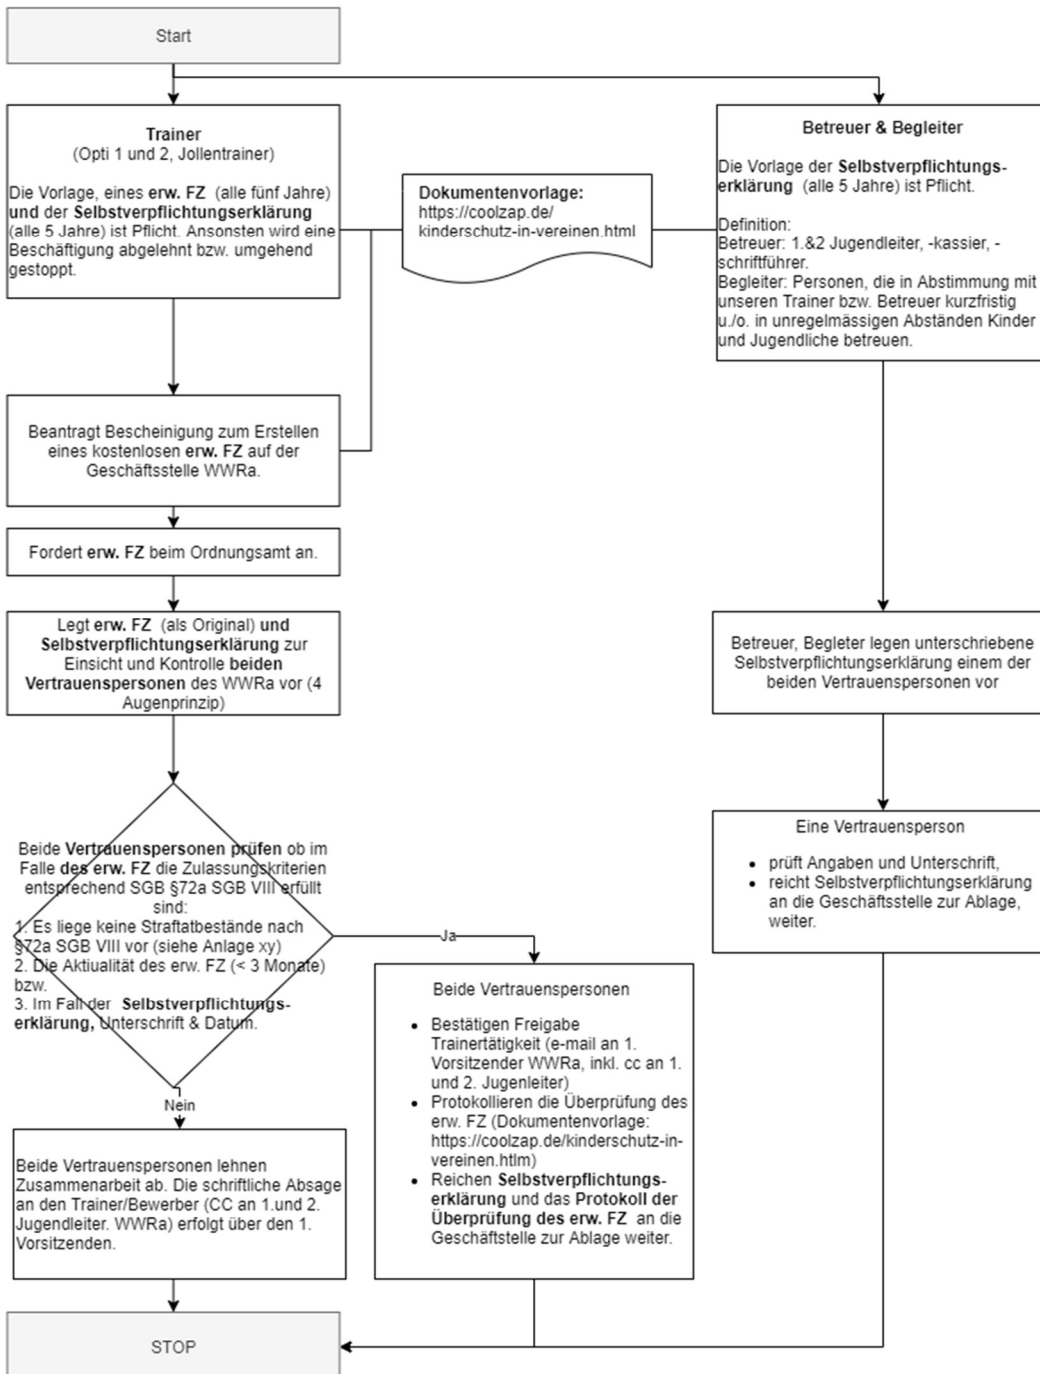 Start
Trainer
(Opti 1 und 2, Jollentrainer)
Die Vorlage, eines erw. FZ (alle fünf Jahre)
und der Selbstverpflichtungserklärung
(alle 5 Jahre) ist Pflicht. Ansonsten wird eine
Beschäftigung abgelehnt bzw. umgehend
gestoppt.
Dokumentenvorlage:
https://coolzap.de/
kinderschutz-in-vereinen.html
Betreuer & Begleiter
Die Vorlage der Selbstverpflichtungs-
erklärung (alle 5 Jahre) ist Pflicht.
Definition:
Betreuer: 1.&2 Jugendleiter, -kassier, -
schriftführer.
Begleiter: Personen, die in Abstimmung mit
unseren Trainer bzw. Betreuer kurzfristig
u./o. in unregelmässigen Abständen Kinder
und Jugendliche betreuen.
Beantragt Bescheinigung zum Erstellen
eines kostenlosen erw. FZ auf der
Geschäftsstelle WWRa.
Fordert erw. FZ beim Ordnungsamt an.
Legt erw. FZ (als Original) und
Selbstverpflichtungserklärung zur
Einsicht und Kontrolle beiden
Vertrauenspersonen des WWRa vor (4
Augenprinzip)
Betreuer, Begleter legen unterschriebene
Selbstverpflichtungserklärung einem der
beiden Vertrauenspersonen vor
Beide Vertrauenspersonen prüfen ob im
Falle des erw. FZ die Zulassungskriterien
entsprechend SGB §72a SGB VIII erfüllt
sind:
1. Es liege keine Straftatbestände nach
§72a SGB VIII vor (siehe Anlage xy)
2. Die Aktiualität des erw. FZ (< 3 Monate)
bzw.
3. Im Fall der Selbstverpflichtungs-
erklärung, Unterschrift & Datum.
Eine Vertrauensperson
• prüft Angaben und Unterschrift,
• reicht Selbstverpflichtungserklärung
an die Geschäftsstelle zur Ablage,
weiter.
Ja
Beide Vertrauenspersonen
• Bestätigen Freigabe
Trainertätigkeit (e-mail an 1.
Vorsitzender WWRa, inkl. cc an 1.
und 2. Jugenleiter)
• Protokollieren die Überprüfung des
erw. FZ (Dokumentenvorlage:
https://coolzap.de/kinderschutz-in-
vereinen.htlm)
• Reichen Selbstverpflichtungs-
erklärung und das Protokoll der
Überprüfung des erw. FZ an die
Geschäftstelle zur Ablage weiter.
Nein
Beide Vertrauenspersonen lehnen
Zusammenarbeit ab. Die schriftliche Absage
an den Trainer/Bewerber (CC an 1.und 2.
Jugendleiter. WWRa) erfolgt über den 1.
Vorsitzenden.
STOP